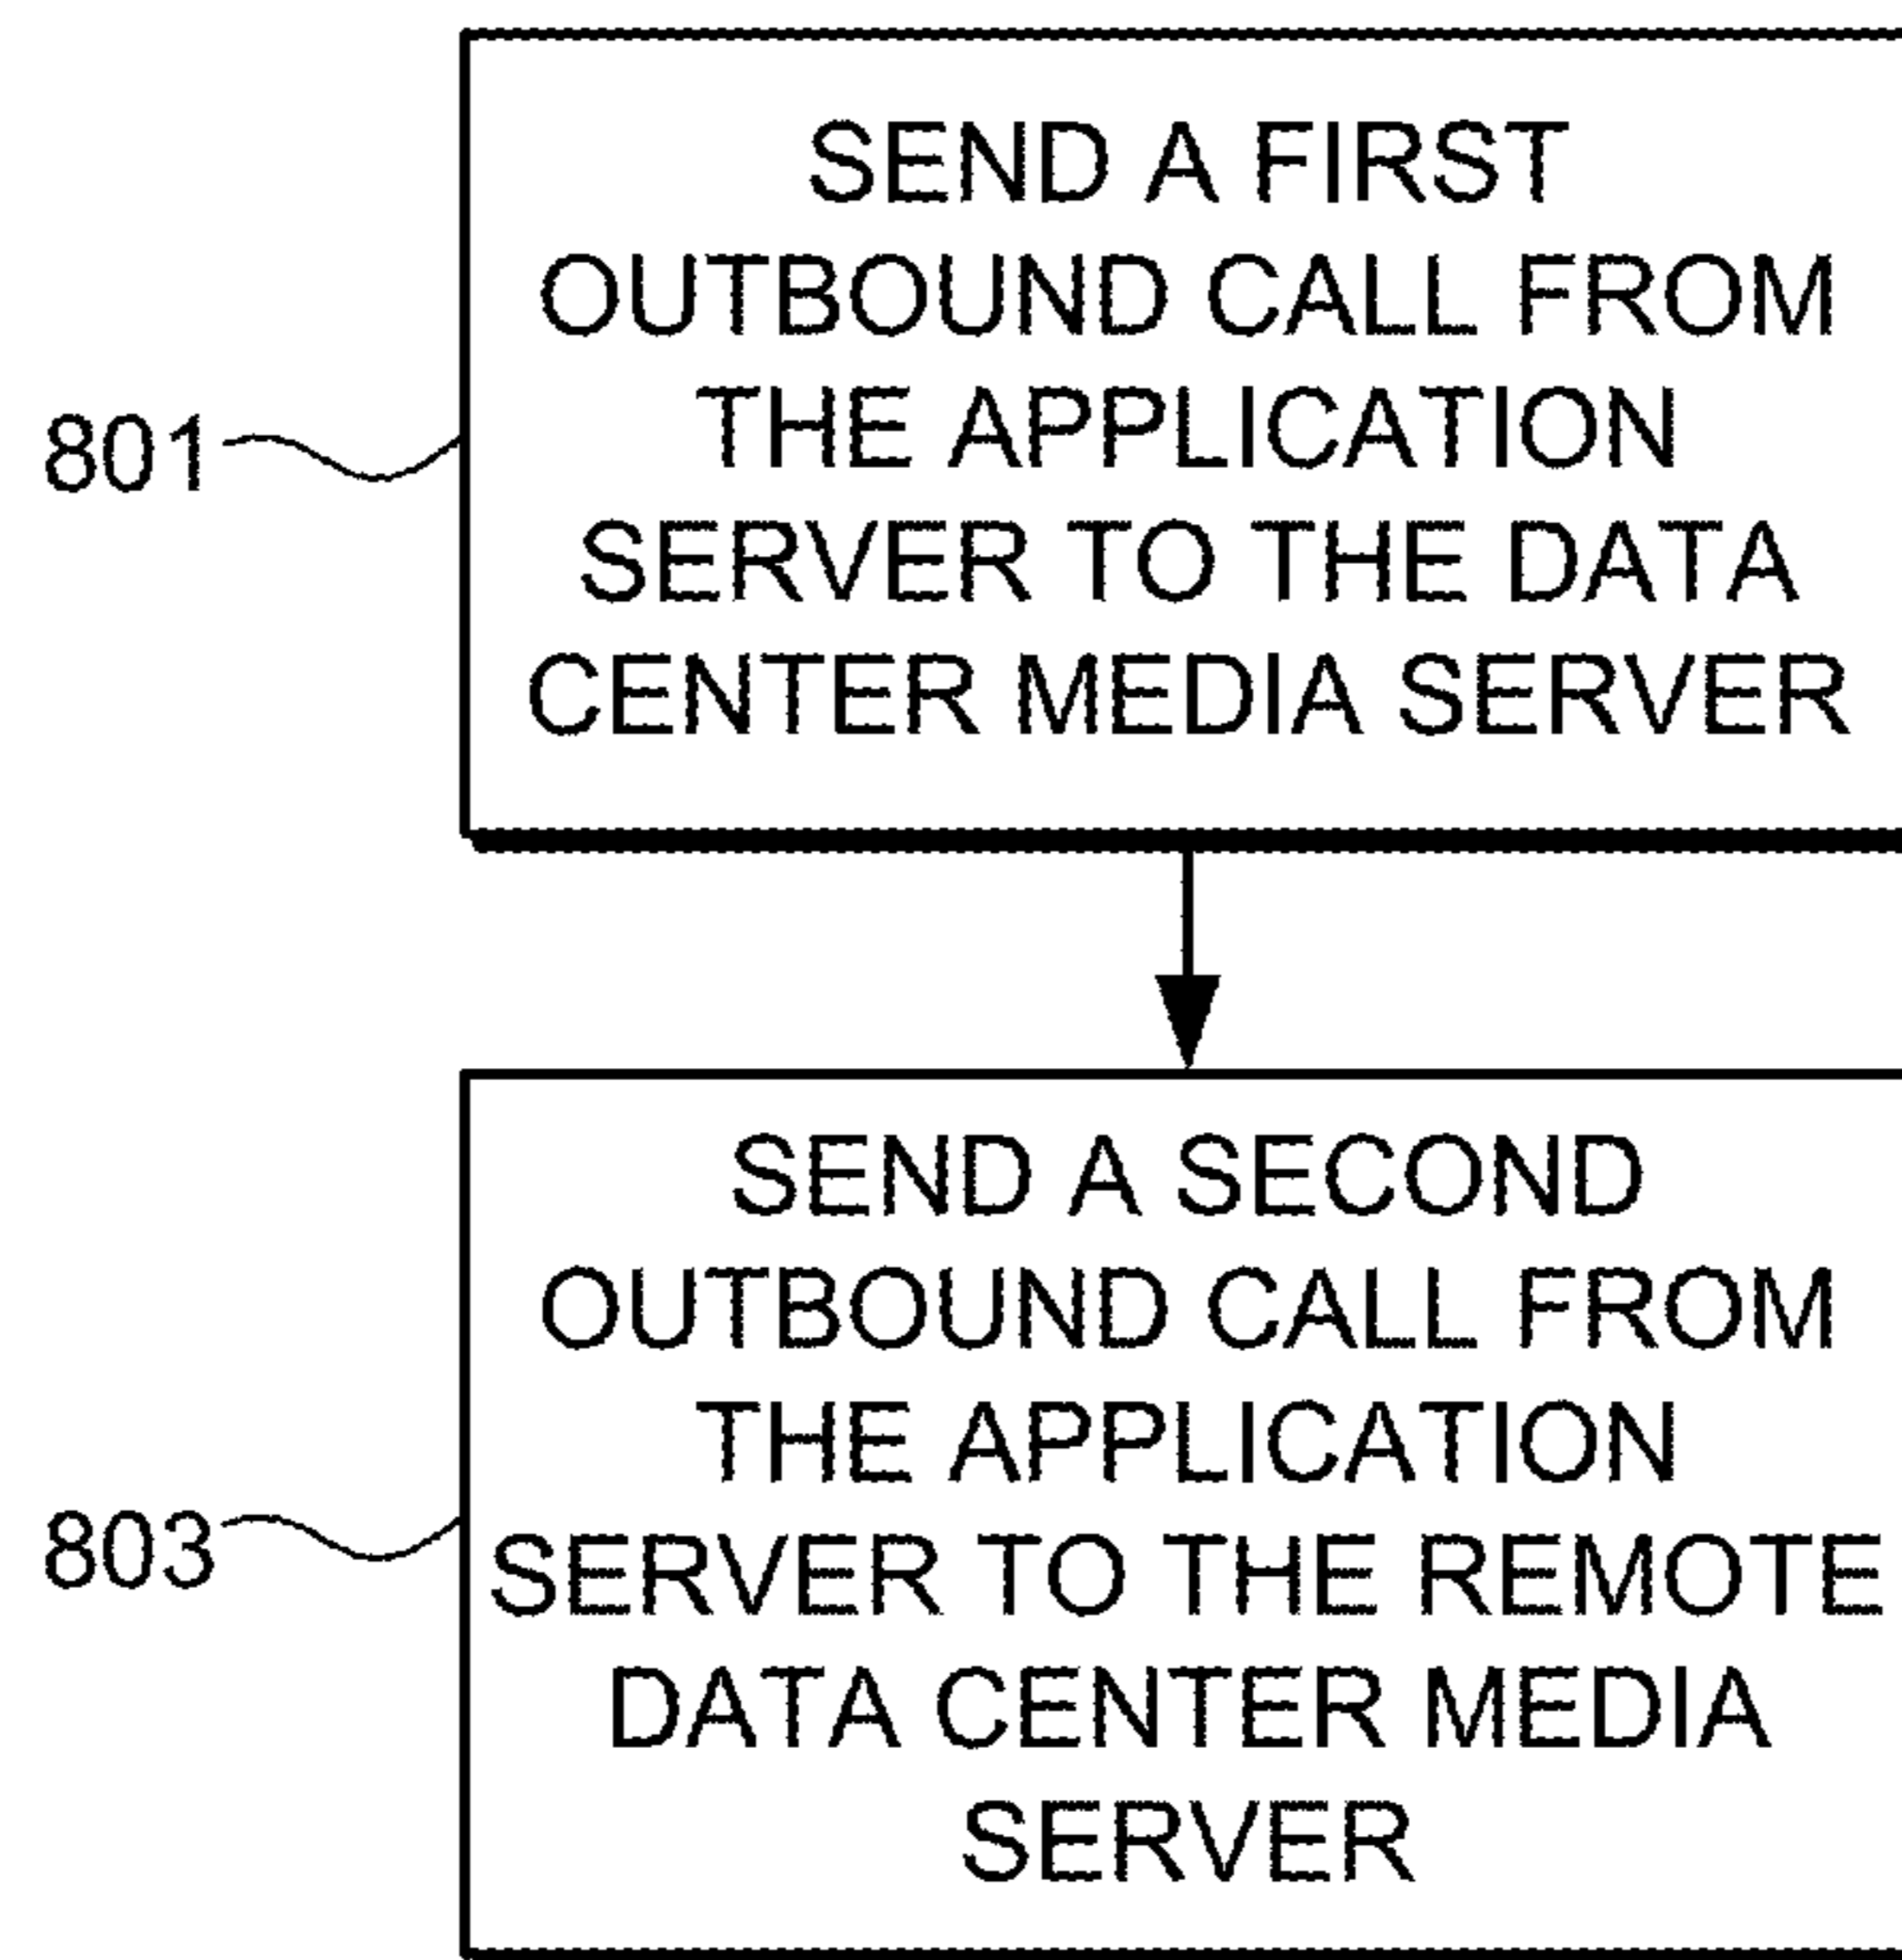 SEND A FIRST
OUTBOUND CALL FROM
THE APPLICATION
SERVER TO THE DATA
CENTER MEDIA SERVER
801
SEND A SECOND
OUTBOUND CALL FROM
THE APPLICATION
SERVER TO THE REMOTE
DATA CENTER MEDIA
SERVER
803